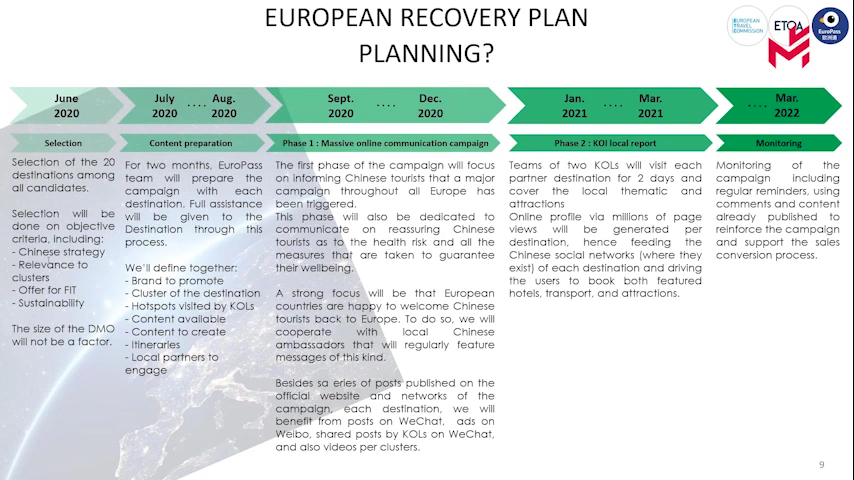 EUROPEAN RECOVERY PLAN
PLANNING?
EUROPEAN
TRAVEL
COMMISSION
ETOA
EuroPass
欧洲通
June
2020
July .... Aug.
2020 2020
Sept. .... Dec.
2020 2020
Jan. .... Mar.
2021 2021
.... Mar.
2022
Selection
Content preparation
Phase 1 : Massive online communication campaign
Phase 2 : KOl local report
Monitoring
Selection of the 20
destinations among
all candidates.
Selection will be
done on objective
criteria, including:
- Chinese strategy
- Relevance to
clusters
- Offer for FIT
- Sustainability
The size of the DMO
will not be a factor.
For two months, EuroPass
team will prepare the
campaign with each
destination. Full assistance
will be given to the
Destination through this
process.
We'll define together:
- Brand to promote
- Cluster of the destination
- Hotspots visited by KOLs
- Content available
- Content to create
- Itineraries
- Local partners to
engage
The first phase of the campaign will focus
on informing Chinese tourists that a major
campaign throughout all Europe has
been triggered.
This phase will also be dedicated to
communicate on reassuring Chinese
tourists as to the health risk and all the
measures that are taken to guarantee
their wellbeing.
A strong focus will be that European
countries are happy to welcome Chinese
tourists back to Europe. To do so, we will
cooperate with local Chinese
ambassadors that will regularly feature
messages of this kind.
Besides sa eries of posts published on the
official website and networks of the
campaign, each destination, we will
benefit from posts on WeChat, ads on
Weibo, shared posts by KOLs on WeChat,
and also videos per clusters.
Teams of two KOLs will visit each
partner destination for 2 days and
cover the local thematic and
attractions
Online profile via millions of page
views will be generated per
destination, hence feeding the
Chinese social networks (where they
exist) of each destination and driving
the users to book both featured
hotels, transport, and attractions.
Monitoring of the
campaign including
regular reminders, using
comments and content
already published to
reinforce the campaign
and support the sales
conversion process.
9